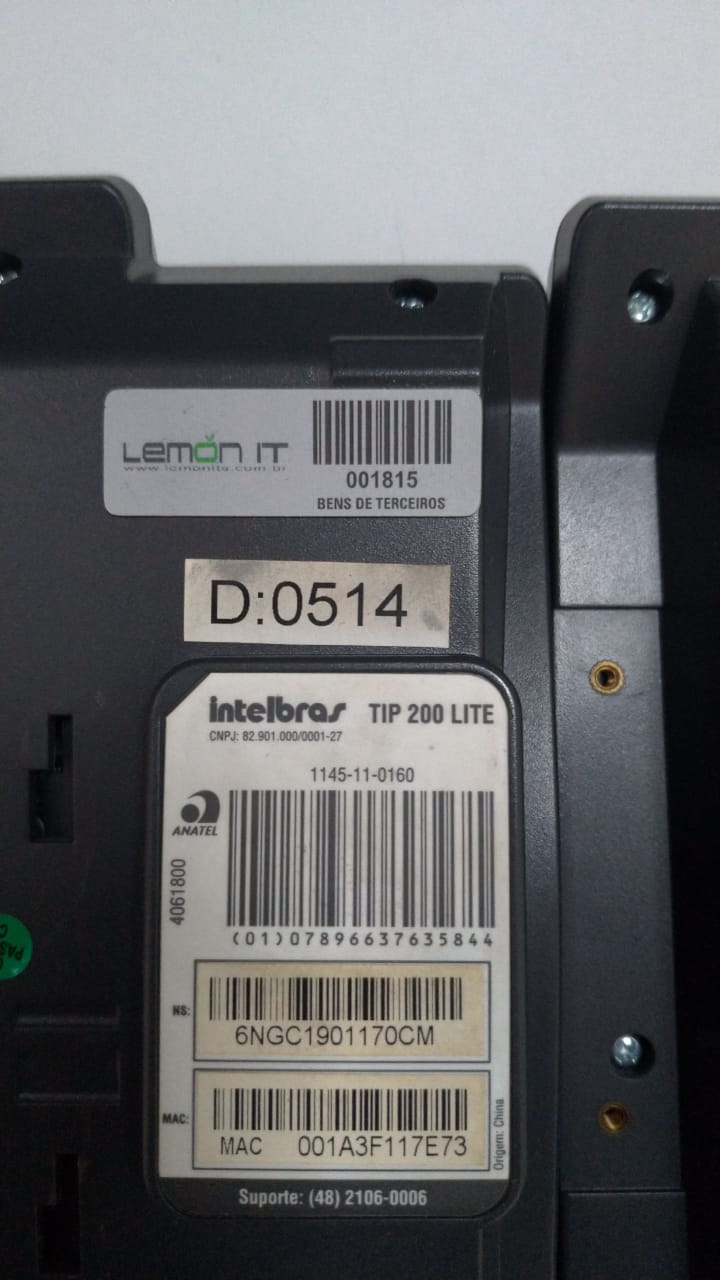 LEMON IT
www.lemonita.com.br
001815
BENS DE TERCEIROS
D:0514
intelbras TIP 200 LITE
CNPJ: 82.901.000/0001-27
1145-11-0160
ANATEL
4061800
(01)07896637635844
NS:
6NGC1901170CM
MAC:
MAC 001A3F117E73
Origem: China
Suporte: (48) 2106-0006